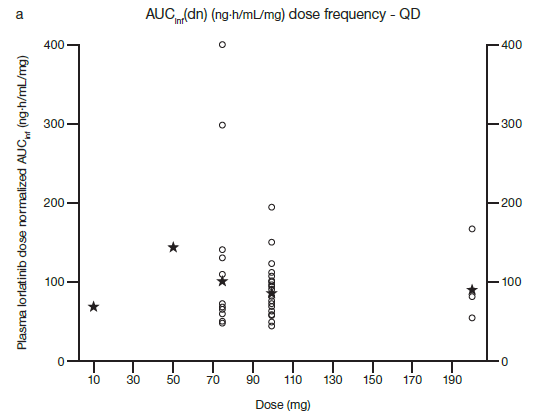 a
AUCinf(dn) (ng·h/mL/mg) dose frequency - QD
Plasma lorlatinib dose normalized AUCinf (ng·h/mL/mg)
400
300
200
100
0
400
300
200
100
0
10 30 50 70 90 110 130 150 170 190
Dose (mg)